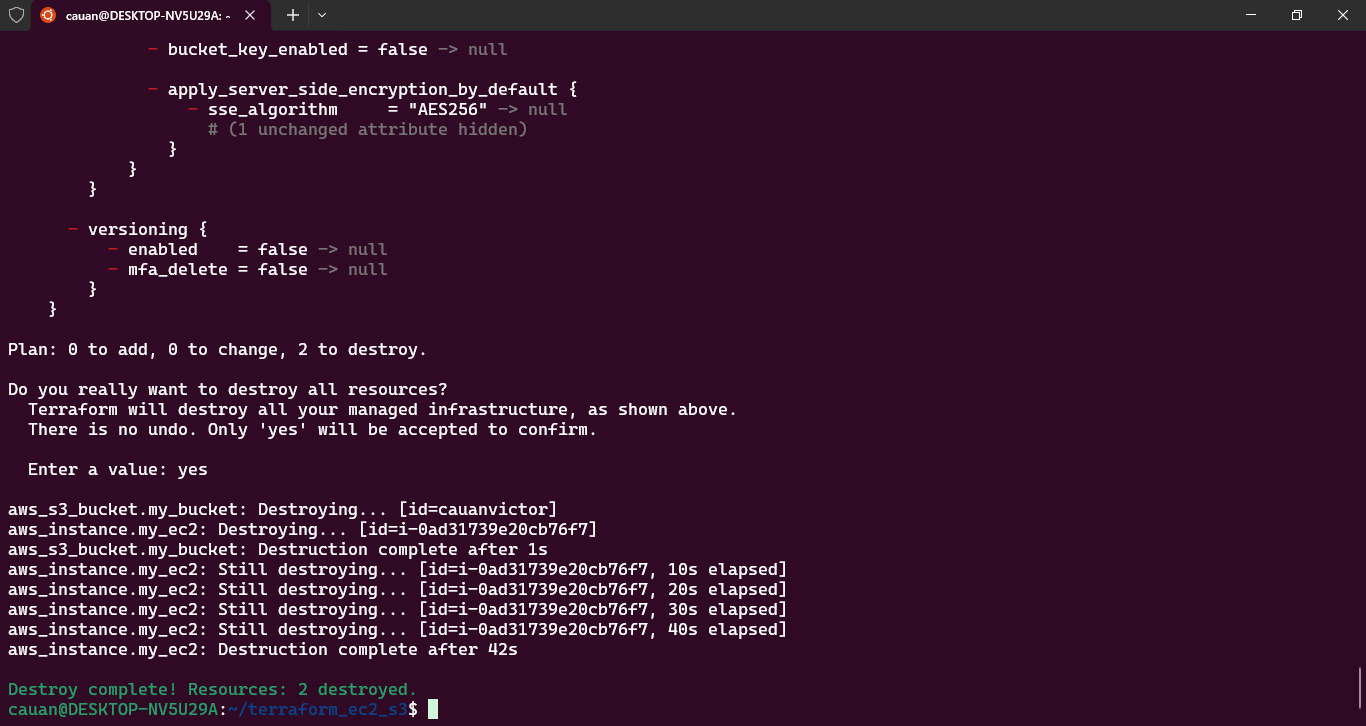 cauan@DESKTOP-NV5U29A: ~
- bucket_key_enabled = false -> null
- apply_server_side_encryption_by_default {
- sse_algorithm     = "AES256" -> null
# (1 unchanged attribute hidden)
}
}
}
- versioning {
- enabled    = false -> null
- mfa_delete = false -> null
}
}
Plan: 0 to add, 0 to change, 2 to destroy.
Do you really want to destroy all resources?
Terraform will destroy all your managed infrastructure, as shown above.
There is no undo. Only 'yes' will be accepted to confirm.
Enter a value: yes
aws_s3_bucket.my_bucket: Destroying... [id=cauanvictor]
aws_instance.my_ec2: Destroying... [id=i-0ad31739e20cb76f7]
aws_s3_bucket.my_bucket: Destruction complete after 1s
aws_instance.my_ec2: Still destroying... [id=i-0ad31739e20cb76f7, 10s elapsed]
aws_instance.my_ec2: Still destroying... [id=i-0ad31739e20cb76f7, 20s elapsed]
aws_instance.my_ec2: Still destroying... [id=i-0ad31739e20cb76f7, 30s elapsed]
aws_instance.my_ec2: Still destroying... [id=i-0ad31739e20cb76f7, 40s elapsed]
aws_instance.my_ec2: Destruction complete after 42s
Destroy complete! Resources: 2 destroyed.
cauan@DESKTOP-NV5U29A:~/terraform_ec2_s3$